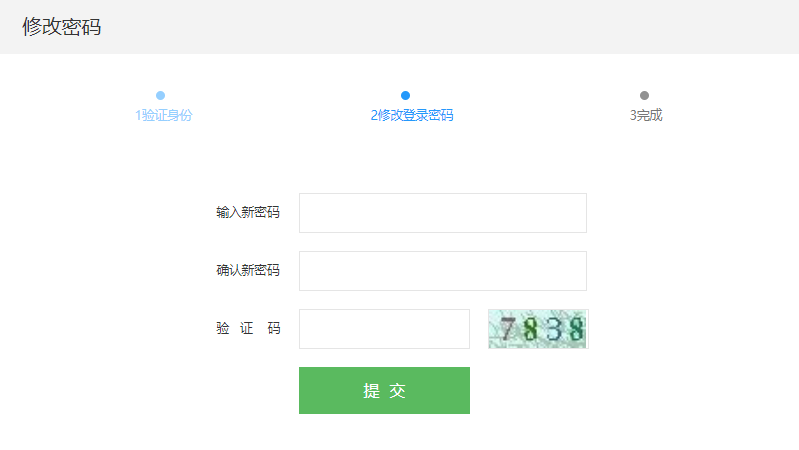 修改密码
1验证身份 2修改登录密码 3完成
输入新密码
确认新密码
验 证 码 7838
提 交